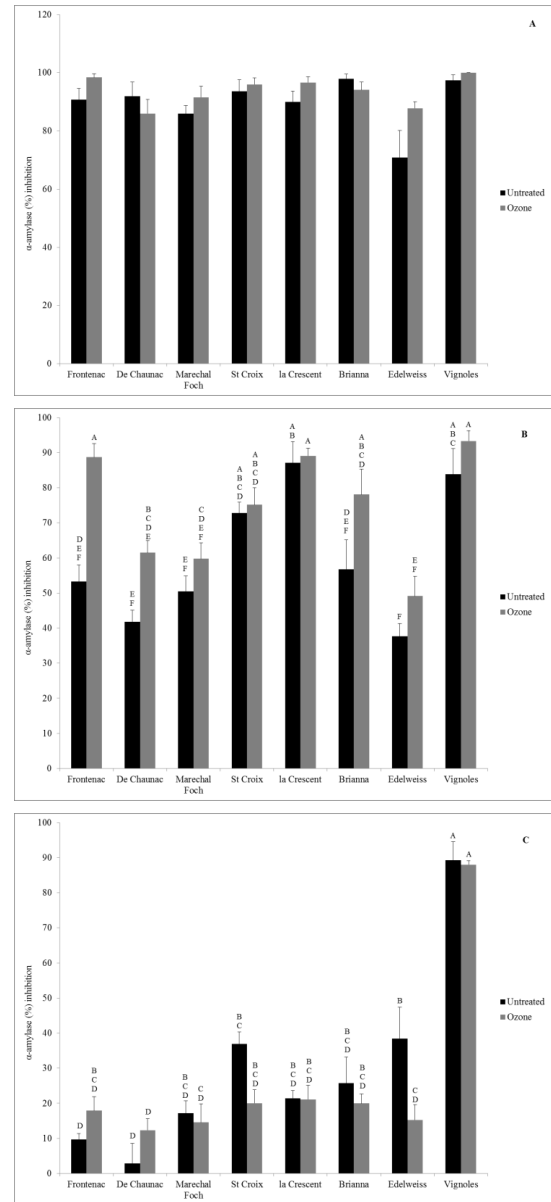 A
α-amylase (%) inhibition
120
100
80
60
40
20
0
Frontenac
De Chaunac
Marechal
Foch
St Croix
la Crescent
Brianna
Edelweiss
Vignoles
Untreated
Ozone
B
α-amylase (%) inhibition
100
90
80
70
60
50
40
30
20
10
0
D
E
F
A
E
F
B
C
D
E
E
F
C
D
E
F
A
B
C
D
A
B
C
D
A
B
A
D
E
F
A
B
C
D
F
E
F
A
B
C
A
Frontenac
De Chaunac
Marechal
Foch
St Croix
la Crescent
Brianna
Edelweiss
Vignoles
Untreated
Ozone
C
α-amylase (%) inhibition
100
90
80
70
60
50
40
30
20
10
0
D
B
C
D
D
D
B
C
D
C
D
B
C
B
C
D
B
C
D
B
C
D
B
C
D
B
C
D
B
C
D
A
A
Frontenac
De Chaunac
Marechal
Foch
St Croix
la Crescent
Brianna
Edelweiss
Vignoles
Untreated
Ozone